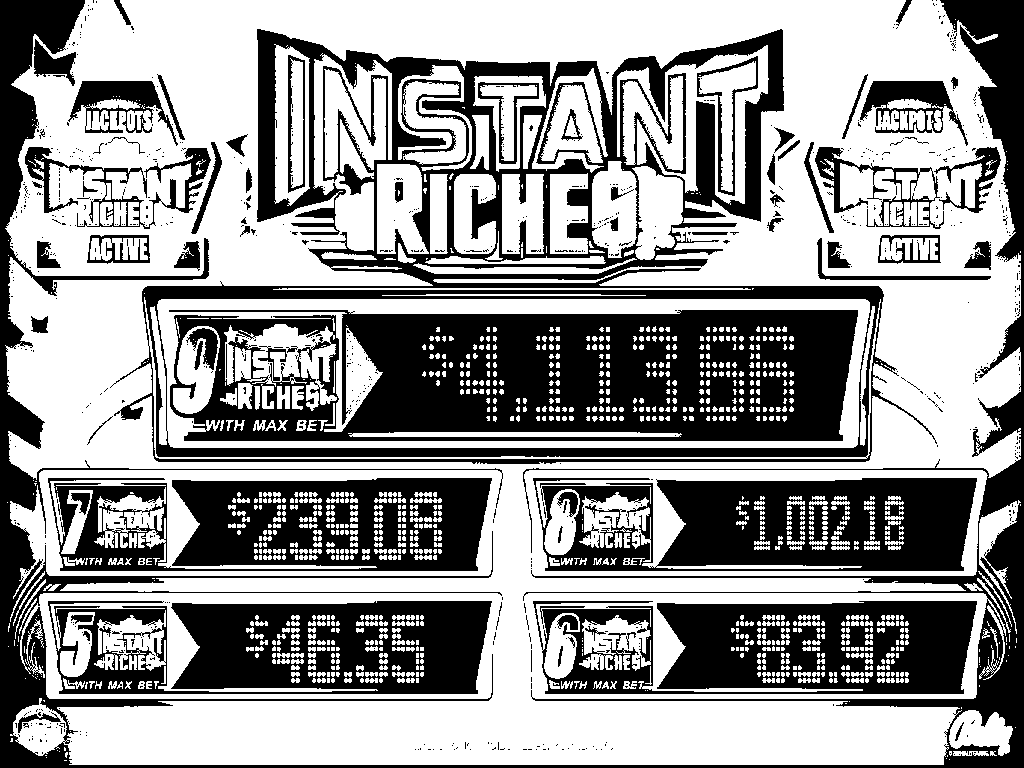 INSTANT
RICHE$
JACKPOTS
INSTANT
RICHE$
ACTIVE
JACKPOTS
INSTANT
RICHE$
ACTIVE
9 INSTANT
RICHE$
WITH MAX BET
$4,113.66
7 INSTANT
RICHE$
WITH MAX BET
$239.08
8 INSTANT
RICHE$
WITH MAX BET
$1,002.18
5 INSTANT
RICHE$
WITH MAX BET
$46.35
6 INSTANT
RICHE$
WITH MAX BET
$83.92
Bally